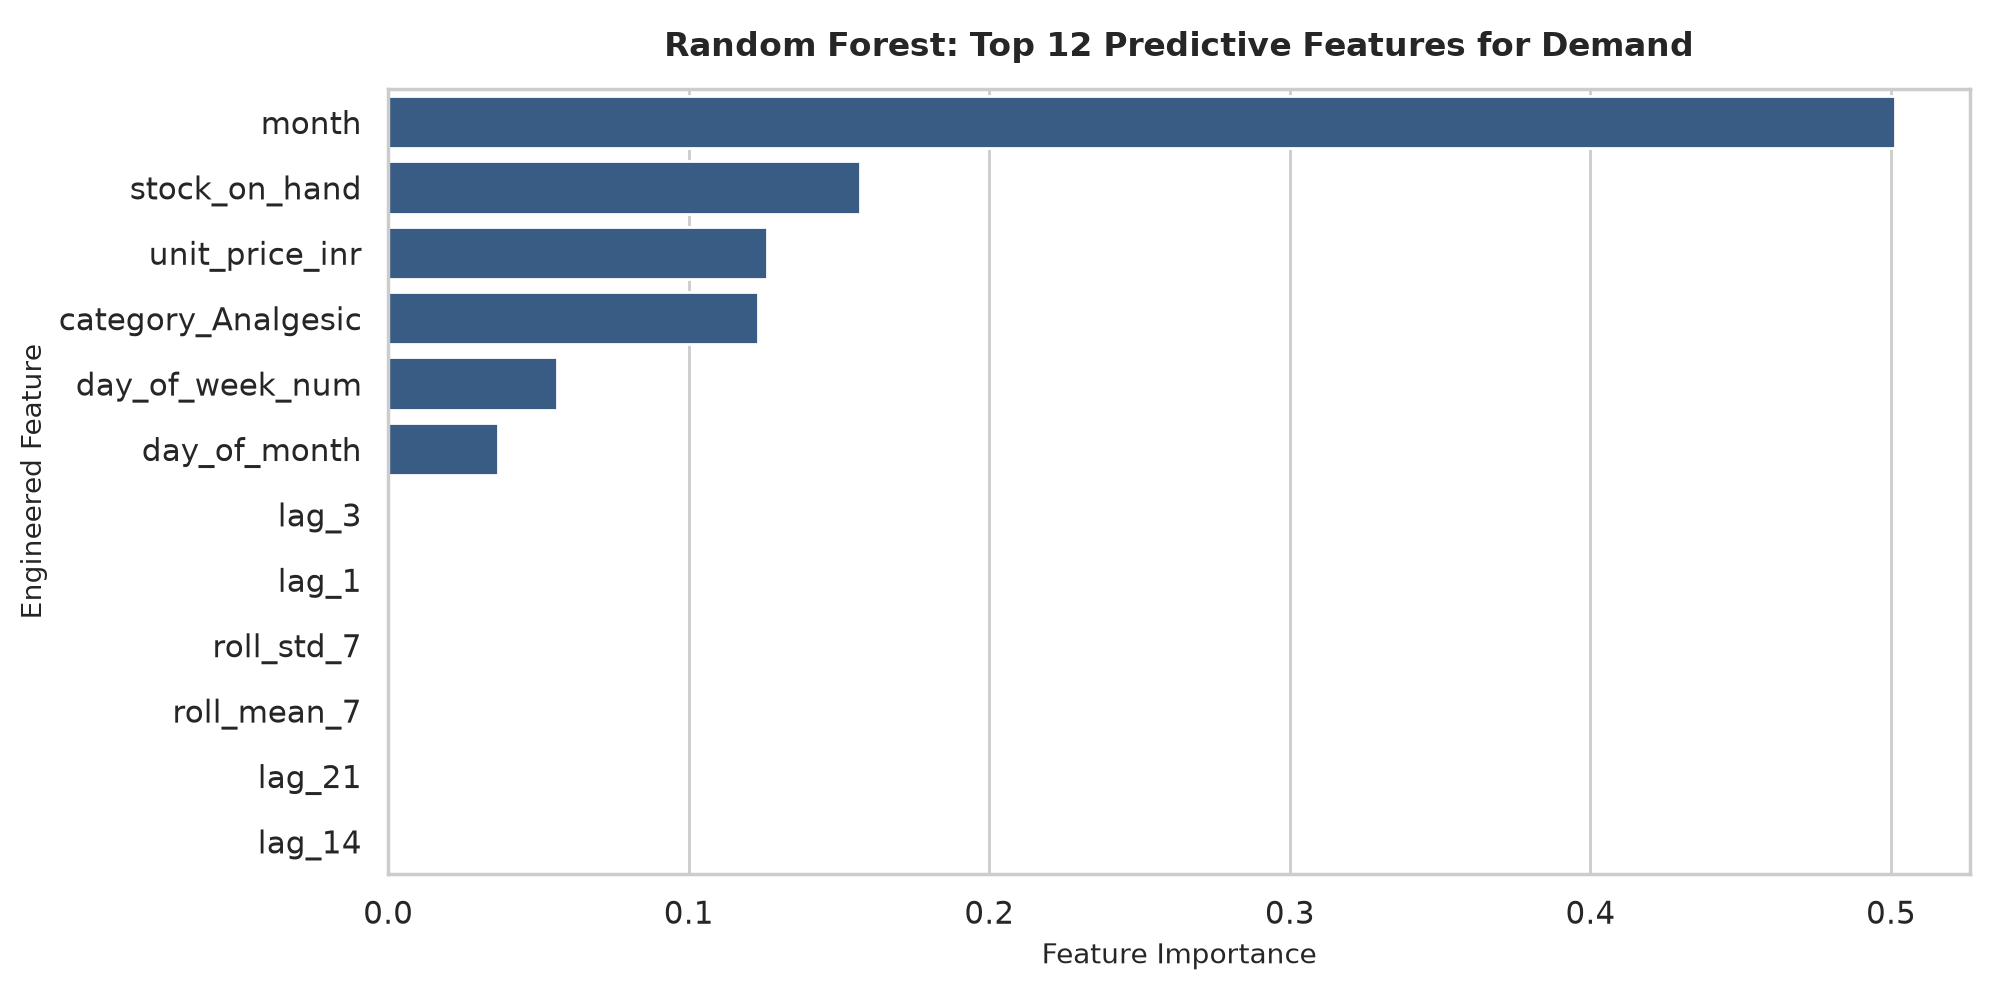 Random Forest: Top 12 Predictive Features for Demand
Engineered Feature
month
stock_on_hand
unit_price_inr
category_Analgesic
day_of_week_num
day_of_month
lag_3
lag_1
roll_std_7
roll_mean_7
lag_21
lag_14
0.0 0.1 0.2 0.3 0.4 0.5
Feature Importance